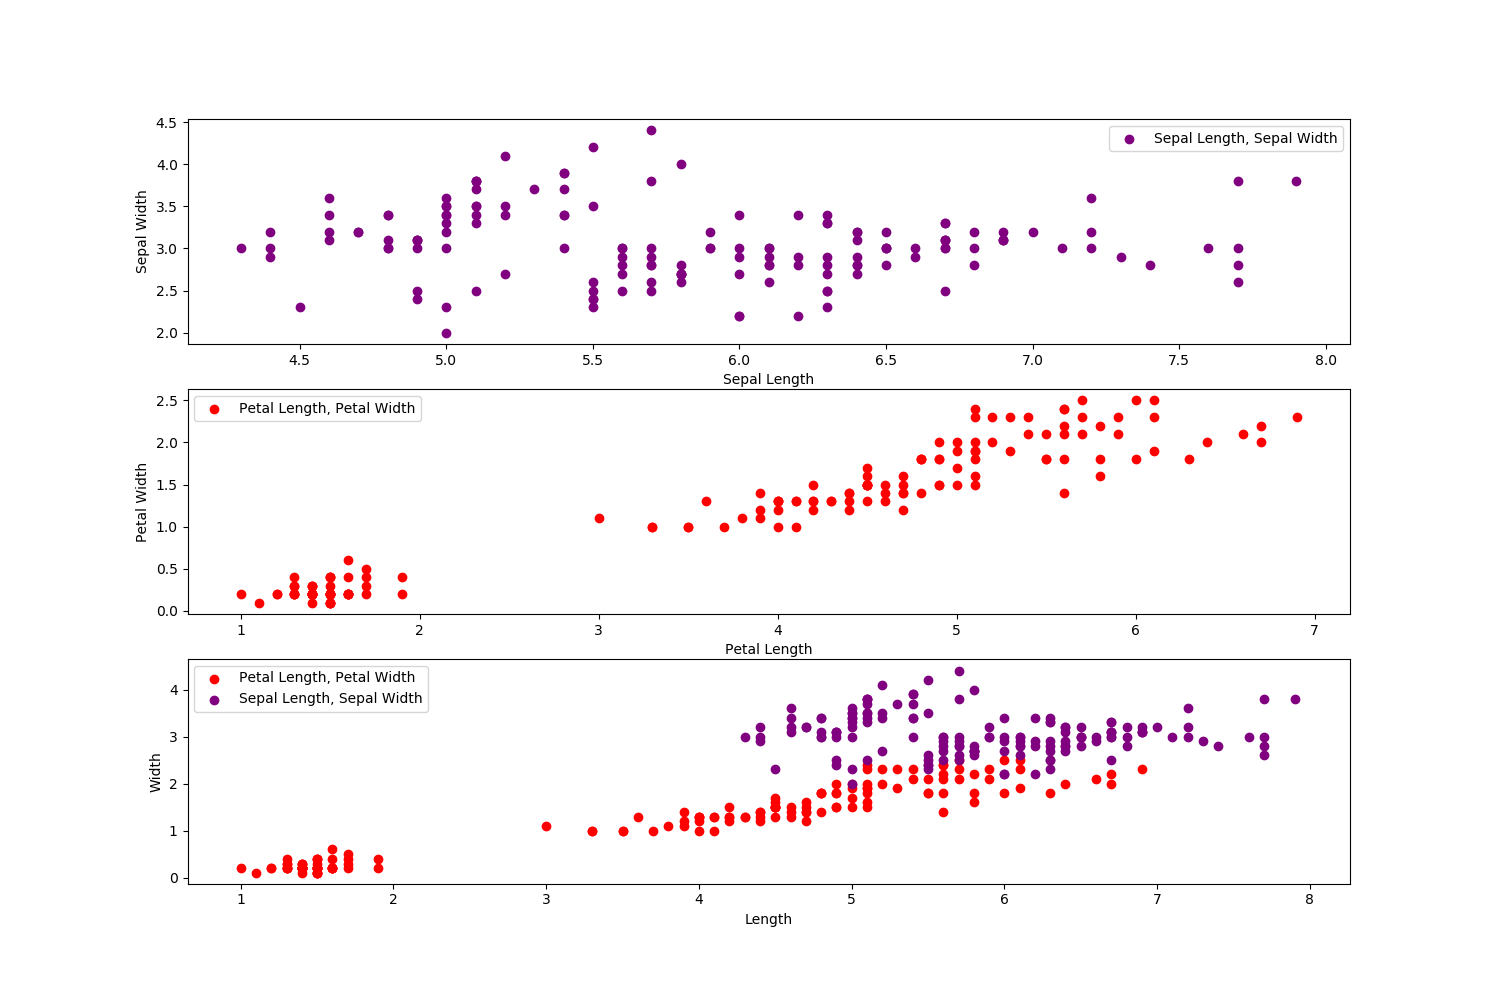 4.5
4.0
3.5
3.0
2.5
2.0
Sepal Width
Sepal Length, Sepal Width
4.5 5.0 5.5 6.0 6.5 7.0 7.5 8.0
Sepal Length
2.5
2.0
1.5
1.0
0.5
0.0
Petal Width
Petal Length, Petal Width
1 2 3 4 5 6 7
Petal Length
4
3
2
1
0
Width
Petal Length, Petal Width
Sepal Length, Sepal Width
1 2 3 4 5 6 7 8
Length